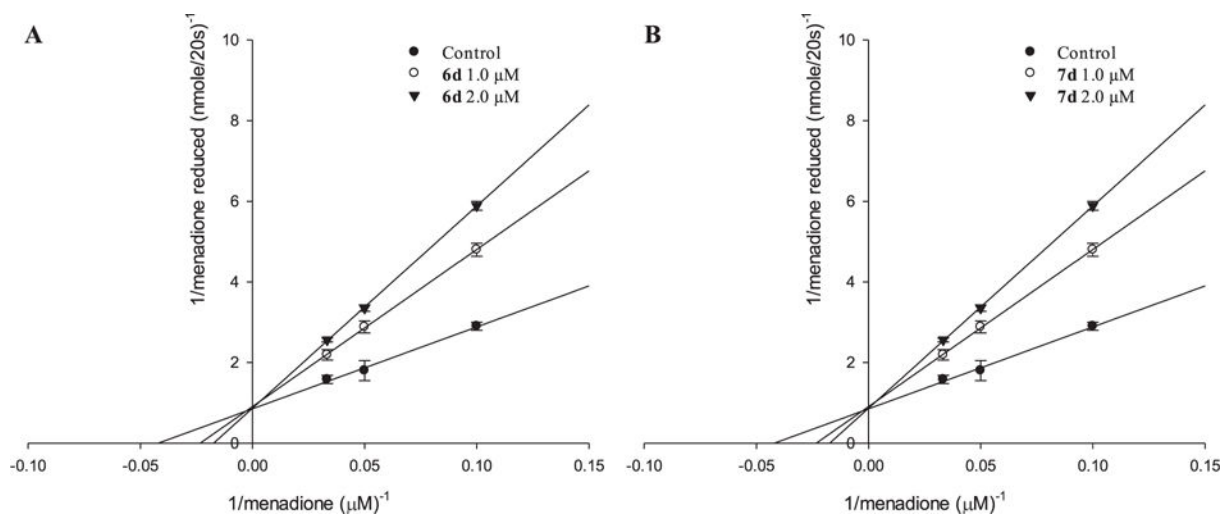 A
1/menadione reduced (nmole/20s)⁻¹
10
8
6
4
2
0
Control
6d 1.0 µM
6d 2.0 µM
-0.10 -0.05 0.00 0.05 0.10 0.15
1/menadione (µM)⁻¹
B
1/menadione reduced (nmole/20s)⁻¹
10
8
6
4
2
0
Control
7d 1.0 µM
7d 2.0 µM
-0.10 -0.05 0.00 0.05 0.10 0.15
1/menadione (µM)⁻¹